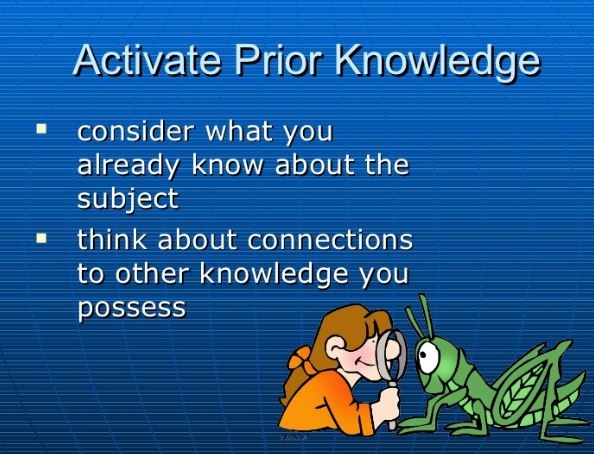 Activate Prior Knowledge
consider what you
already know about the
subject
think about connections
to other knowledge you
possess